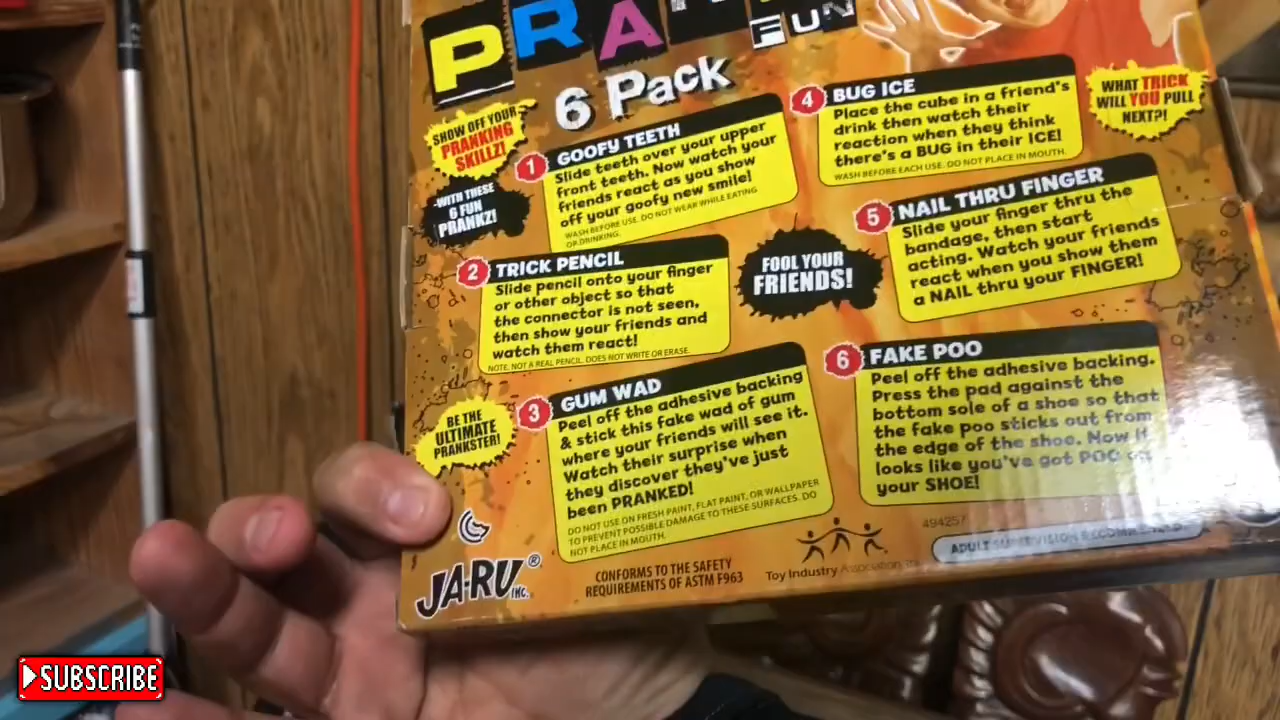 PRA
FUN
6 Pack
SHOW OFF YOUR
PRANKING
SKILLZ!
-WITH THESE
6 FUN
PRANKZ!
1 GOOFY TEETH
Slide teeth over your upper
front teeth. Now watch your
friends react as you show
off your goofy new smile!
WASH BEFORE USE. DO NOT WEAR WHILE EATING
OR DRINKING.
2 TRICK PENCIL
Slide pencil onto your finger
or other object so that
the connector is not seen,
then show your friends and
watch them react!
NOTE: NOT A REAL PENCIL. DOES NOT WRITE OR ERASE.
BE THE
ULTIMATE
PRANKSTER!
3 GUM WAD
Peel off the adhesive backing
& stick this fake wad of gum
where your friends will see it.
Watch their surprise when
they discover they've just
been PRANKED!
DO NOT USE ON FRESH PAINT, FLAT PAINT, OR WALLPAPER
TO PREVENT POSSIBLE DAMAGE TO THESE SURFACES. DO
NOT PLACE IN MOUTH.
4 BUG ICE
Place the cube in a friend's
drink then watch their
reaction when they think
there's a BUG in their ICE!
WASH BEFORE EACH USE. DO NOT PLACE IN MOUTH.
WHAT TRICK
WILL YOU PULL
NEXT?!
FOOL YOUR
FRIENDS!
5 NAIL THRU FINGER
Slide your finger thru the
bandage, then start
acting. Watch your friends
react when you show them
a NAIL thru your FINGER!
6 FAKE POO
Peel off the adhesive backing.
Press the pad against the
bottom sole of a shoe so that
the fake poo sticks out from
the edge of the shoe. Now it
looks like you've got POO on
your SHOE!
JA-RU® INC.
CONFORMS TO THE SAFETY
REQUIREMENTS OF ASTM F963
Toy Industry Association,
494257
ADULT SUPERVISION RECOMMENDED
SUBSCRIBE